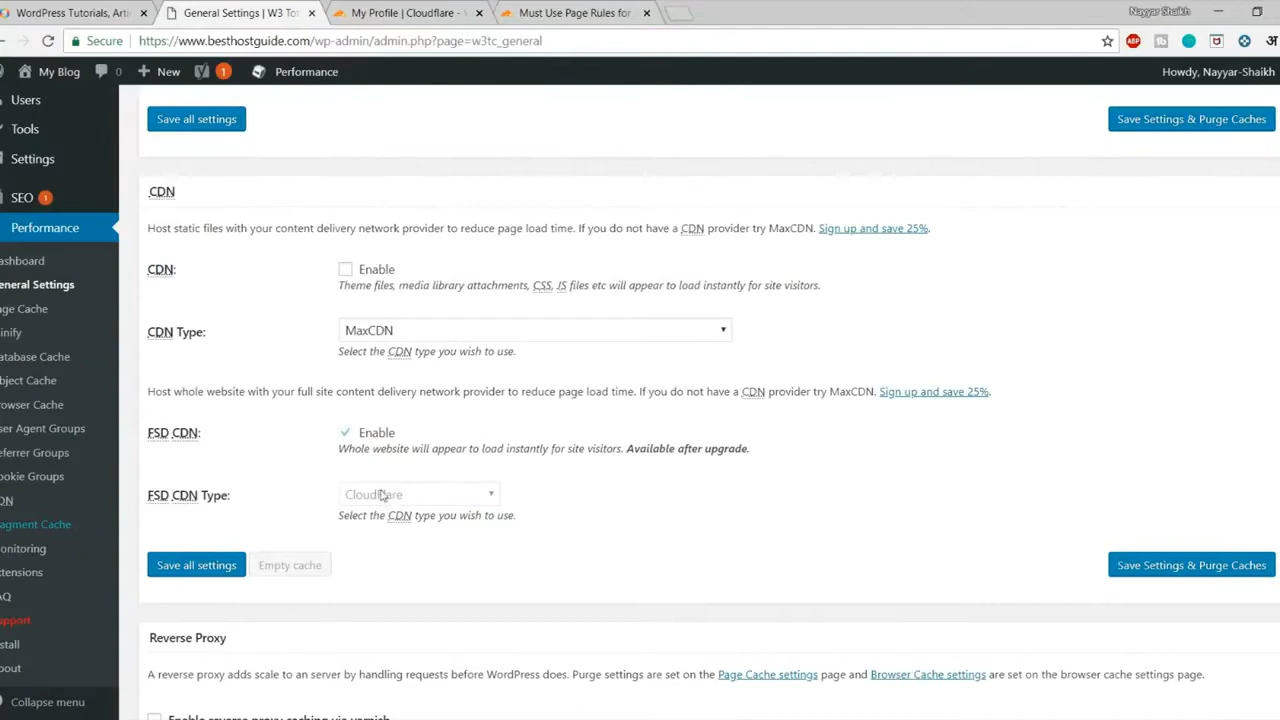 WordPress Tutorials, Arti
General Settings | W3 To
My Profile | Cloudflare -
Must Use Page Rules for
Nayyar Shaikh
Secure
https://www.besthostguide.com/wp-admin/admin.php?page=w3tc_general
ABP
My Blog
0
New
1
Performance
Howdy, Nayyar-Shaikh
Users
Tools
Settings
SEO 1
Performance
ashboard
eneral Settings
age Cache
inify
atabase Cache
bject Cache
rowser Cache
ser Agent Groups
eferrer Groups
ookie Groups
DN
agment Cache
onitoring
xtensions
AQ
upport
stall
bout
Collapse menu
Save all settings
Save Settings & Purge Caches
CDN
Host static files with your content delivery network provider to reduce page load time. If you do not have a CDN provider try MaxCDN. Sign up and save 25%.
CDN:
Enable
Theme files, media library attachments, CSS, JS files etc will appear to load instantly for site visitors.
CDN Type:
MaxCDN
Select the CDN type you wish to use.
Host whole website with your full site content delivery network provider to reduce page load time. If you do not have a CDN provider try MaxCDN. Sign up and save 25%.
FSD CDN:
Enable
Whole website will appear to load instantly for site visitors. Available after upgrade.
FSD CDN Type:
Cloudflare
Select the CDN type you wish to use.
Save all settings
Empty cache
Save Settings & Purge Caches
Reverse Proxy
A reverse proxy adds scale to an server by handling requests before WordPress does. Purge settings are set on the Page Cache settings page and Browser Cache settings are set on the browser cache settings page.
Enable reverse proxy caching via varnish